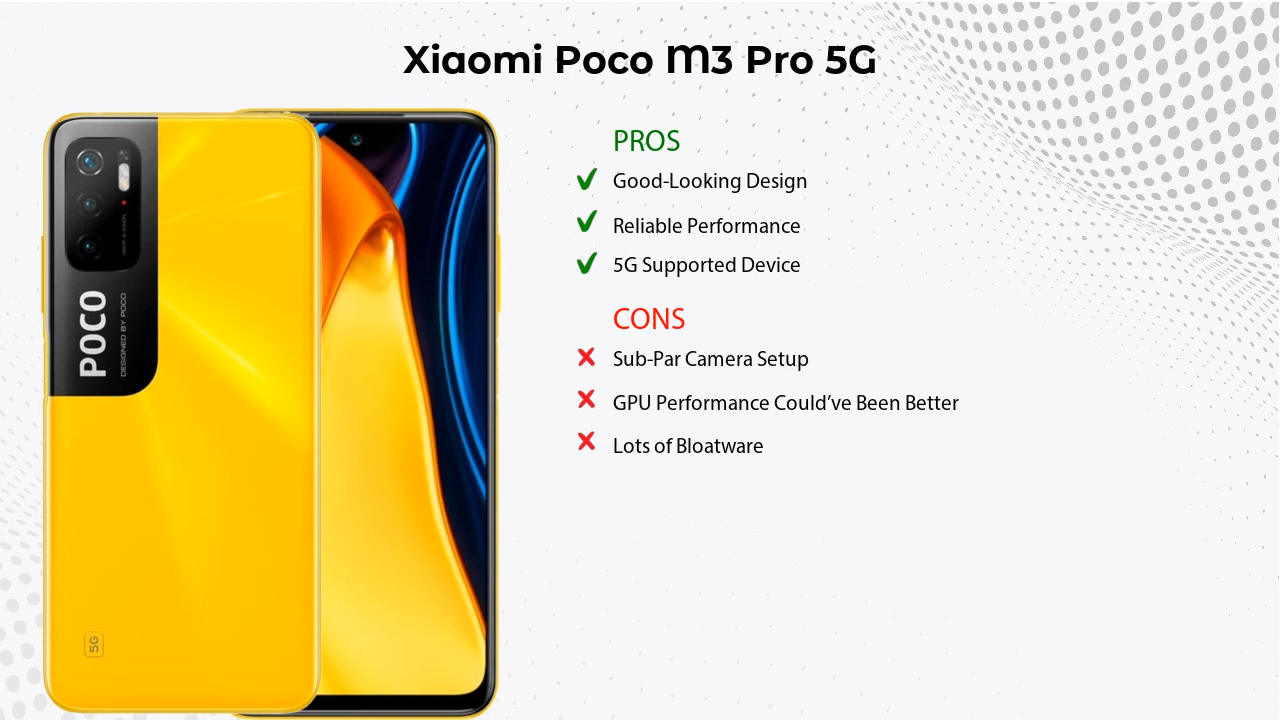 Xiaomi Poco M3 Pro 5G
POCO
DESIGNED BY POCO
5G
PROS
Good-Looking Design
Reliable Performance
5G Supported Device
CONS
Sub-Par Camera Setup
GPU Performance Could’ve Been Better
Lots of Bloatware